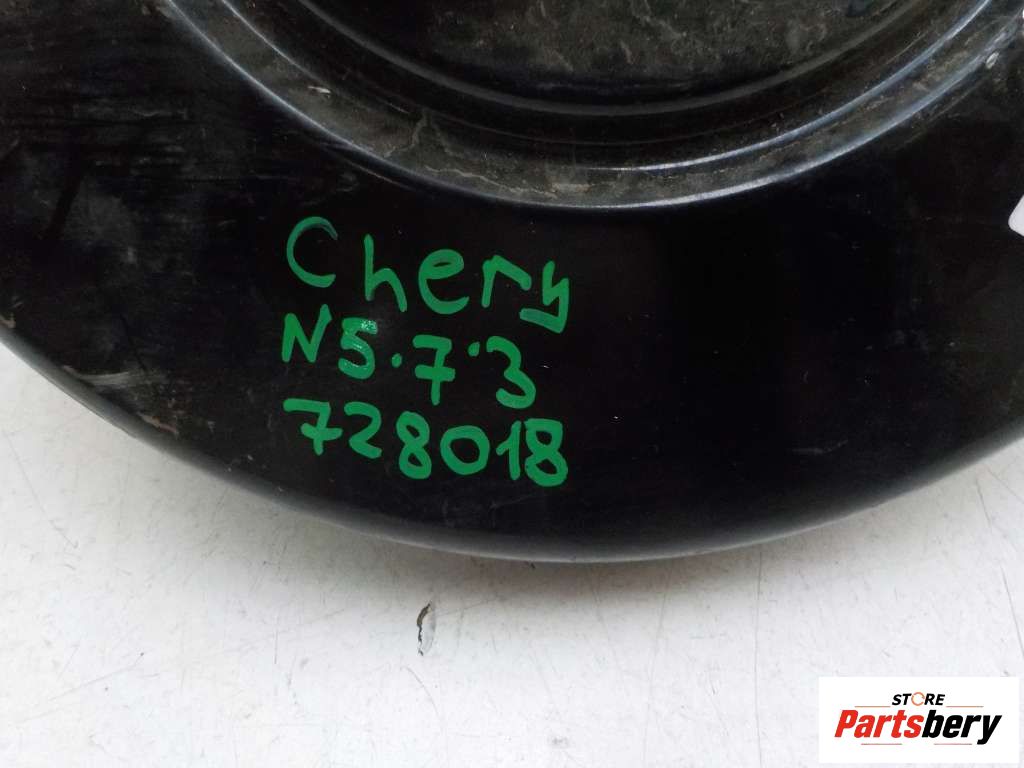 Chery
N5.7.3
728018
STORE
Partsbery